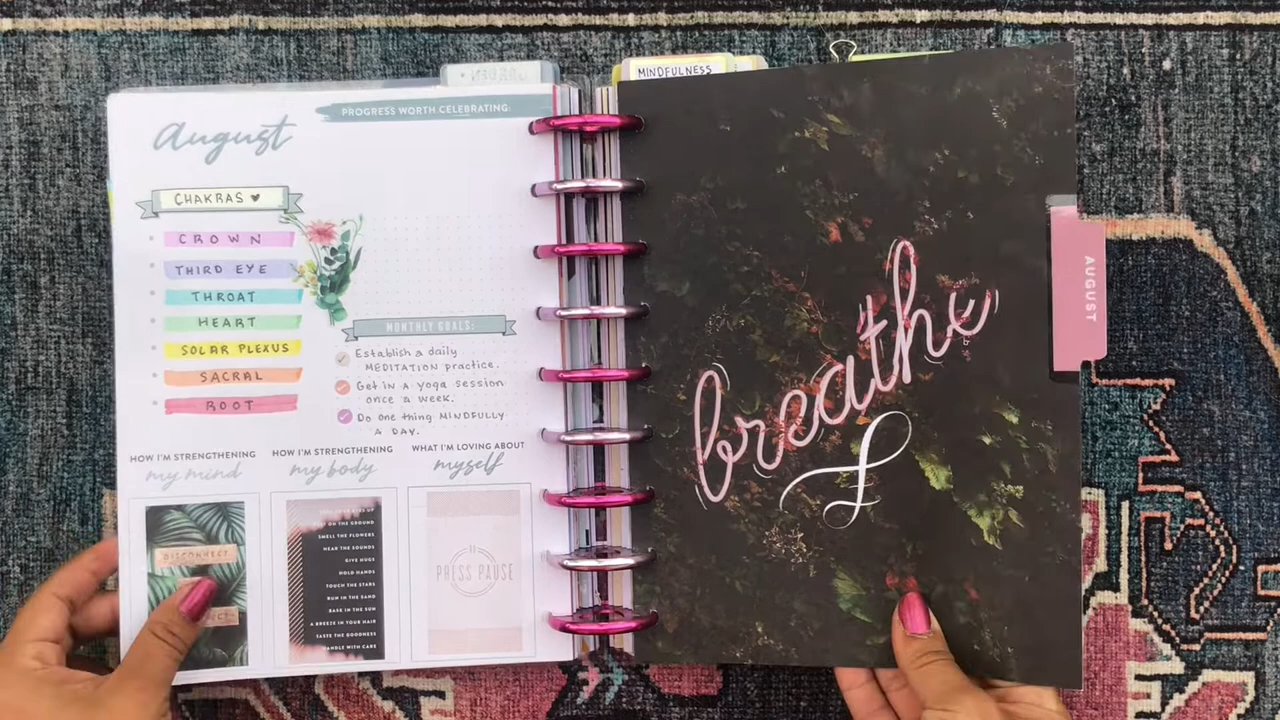 MINDFULNESS
PROGRESS WORTH CELEBRATING.
August
CHAKRAS
CROWN
THIRD EYE
THROAT
HEART
SOLAR PLEXUS
SACRAL
ROOT
MONTHLY GOALS:
Establish a daily
MEDITATION practice.
Get in a yoga session
once a week.
Do one thing MINDFULLY
A DAY.
HOW I'M STRENGTHENING
my mind
HOW I'M STRENGTHENING
my body
WHAT I'M LOVING ABOUT
myself
DISCONNECT
ON THE GROUND
SMELL THE FLOWERS
HEAR THE SOUNDS
GIVE HUGS
HOLD HANDS
TOUCH THE STARS
RUN IN THE SAND
BASK IN THE SUN
A BREEZE IN YOUR HAIR
TASTE THE GOODNESS
HANDLE WITH CARE
PRESS PAUSE
breathe
AUGUST